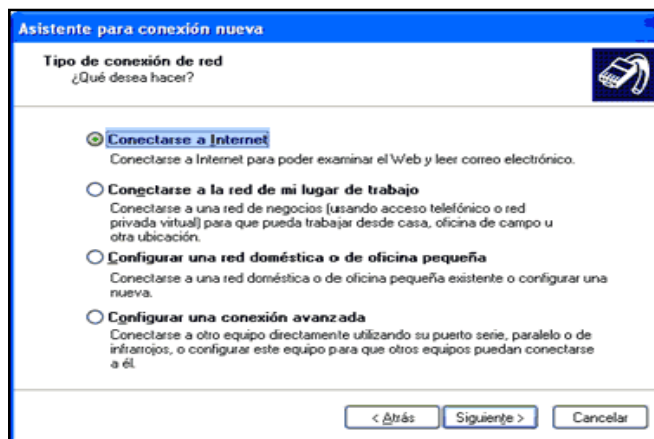 Asistente para conexión nueva
Tipo de conexión de red
¿Qué desea hacer?
Conectarse a Internet
Conectarse a Internet para poder examinar el Web y leer correo electrónico.
Conectarse a la red de mi lugar de trabajo
Conectarse a una red de negocios (usando acceso telefónico o red
privada virtual) para que pueda trabajar desde casa, oficina de campo u
otra ubicación.
Configurar una red doméstica o de oficina pequeña
Conectarse a una red doméstica o de oficina pequeña existente o configurar una
nueva.
Configurar una conexión avanzada
Conectarse a otro equipo directamente utilizando su puerto serie, paralelo o de
infrarrojos, o configurar este equipo para que otros equipos puedan conectarse
a él.
< Atrás Siguiente > Cancelar